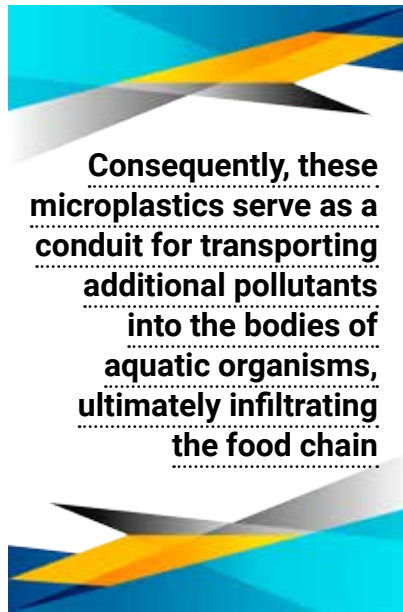 Consequently, these
microplastics serve as a
conduit for transporting
additional pollutants
into the bodies of
aquatic organisms,
ultimately infiltrating
the food chain